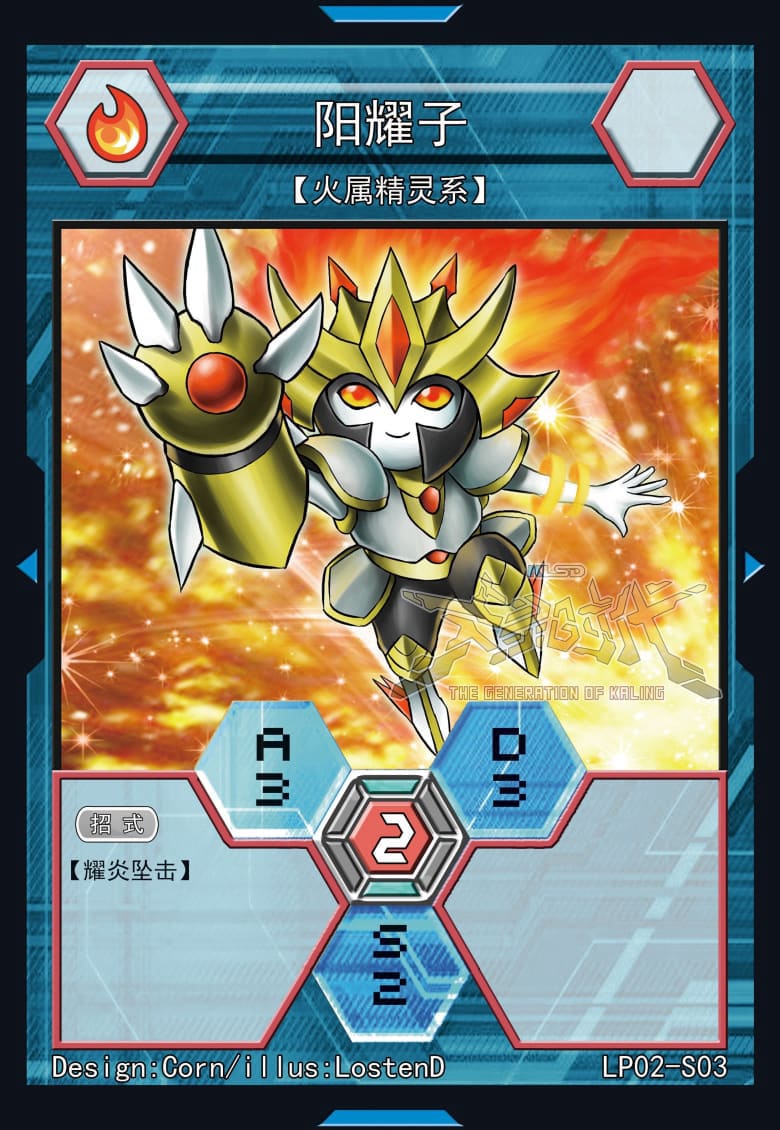 阳耀子
【火属精灵系】
NLSD
THE GENERATION OF KALING
A
3
D
3
2
招式
【耀炎坠击】
S
2
Design:Corn/illus:LostenD
LP02-S03